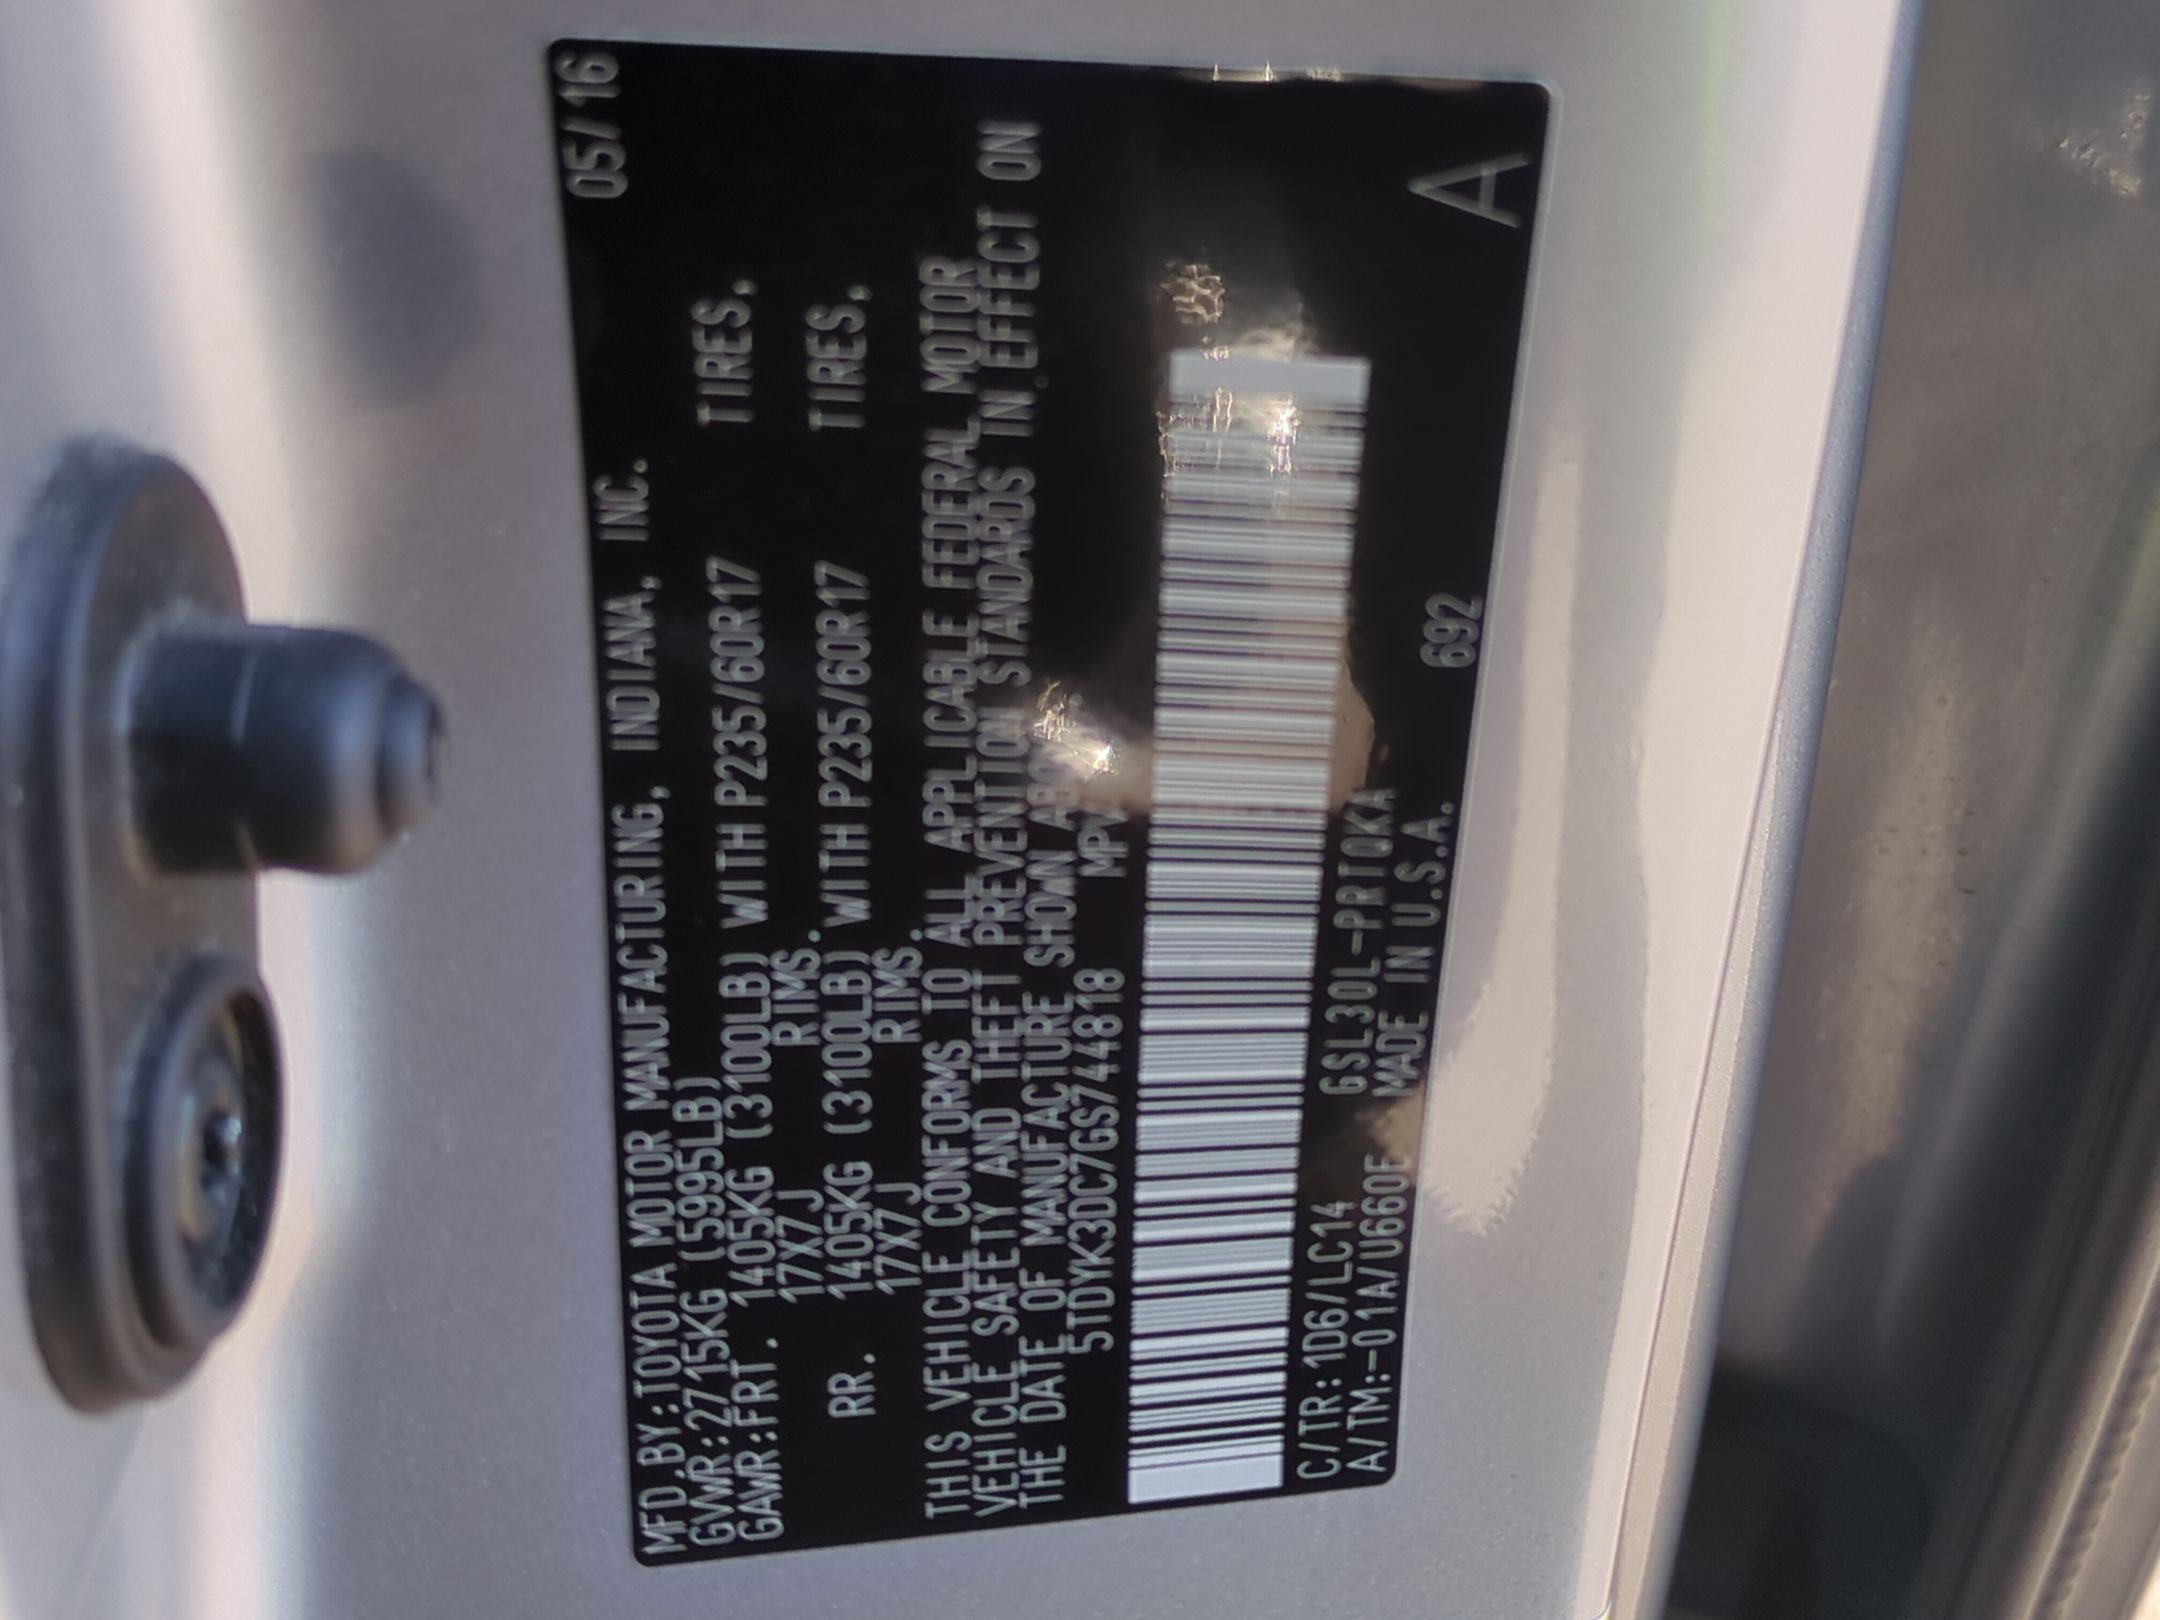 MFD.BY:TOYOTA MOTOR MANUFACTURING, INDIANA, INC. 05/16
GVWR:2715KG (5995LB)
GAWR:FRT. 1405KG (3100LB) WITH P235/60R17 TIRES,
17X7J RIMS.
RR. 1405KG (3100LB) WITH P235/60R17 TIRES,
17X7J RIMS.
THIS VEHICLE CONFORMS TO ALL APPLICABLE FEDERAL MOTOR
VEHICLE SAFETY AND THEFT PREVENTION STANDARDS IN EFFECT ON
THE DATE OF MANUFACTURE SHOWN
5TDYK3DC7GS744818 MPV
C/TR:1D6/LC14 GSL30L-PRTQKA
A/TM:-01A/U660E MADE IN U.S.A. 692 A